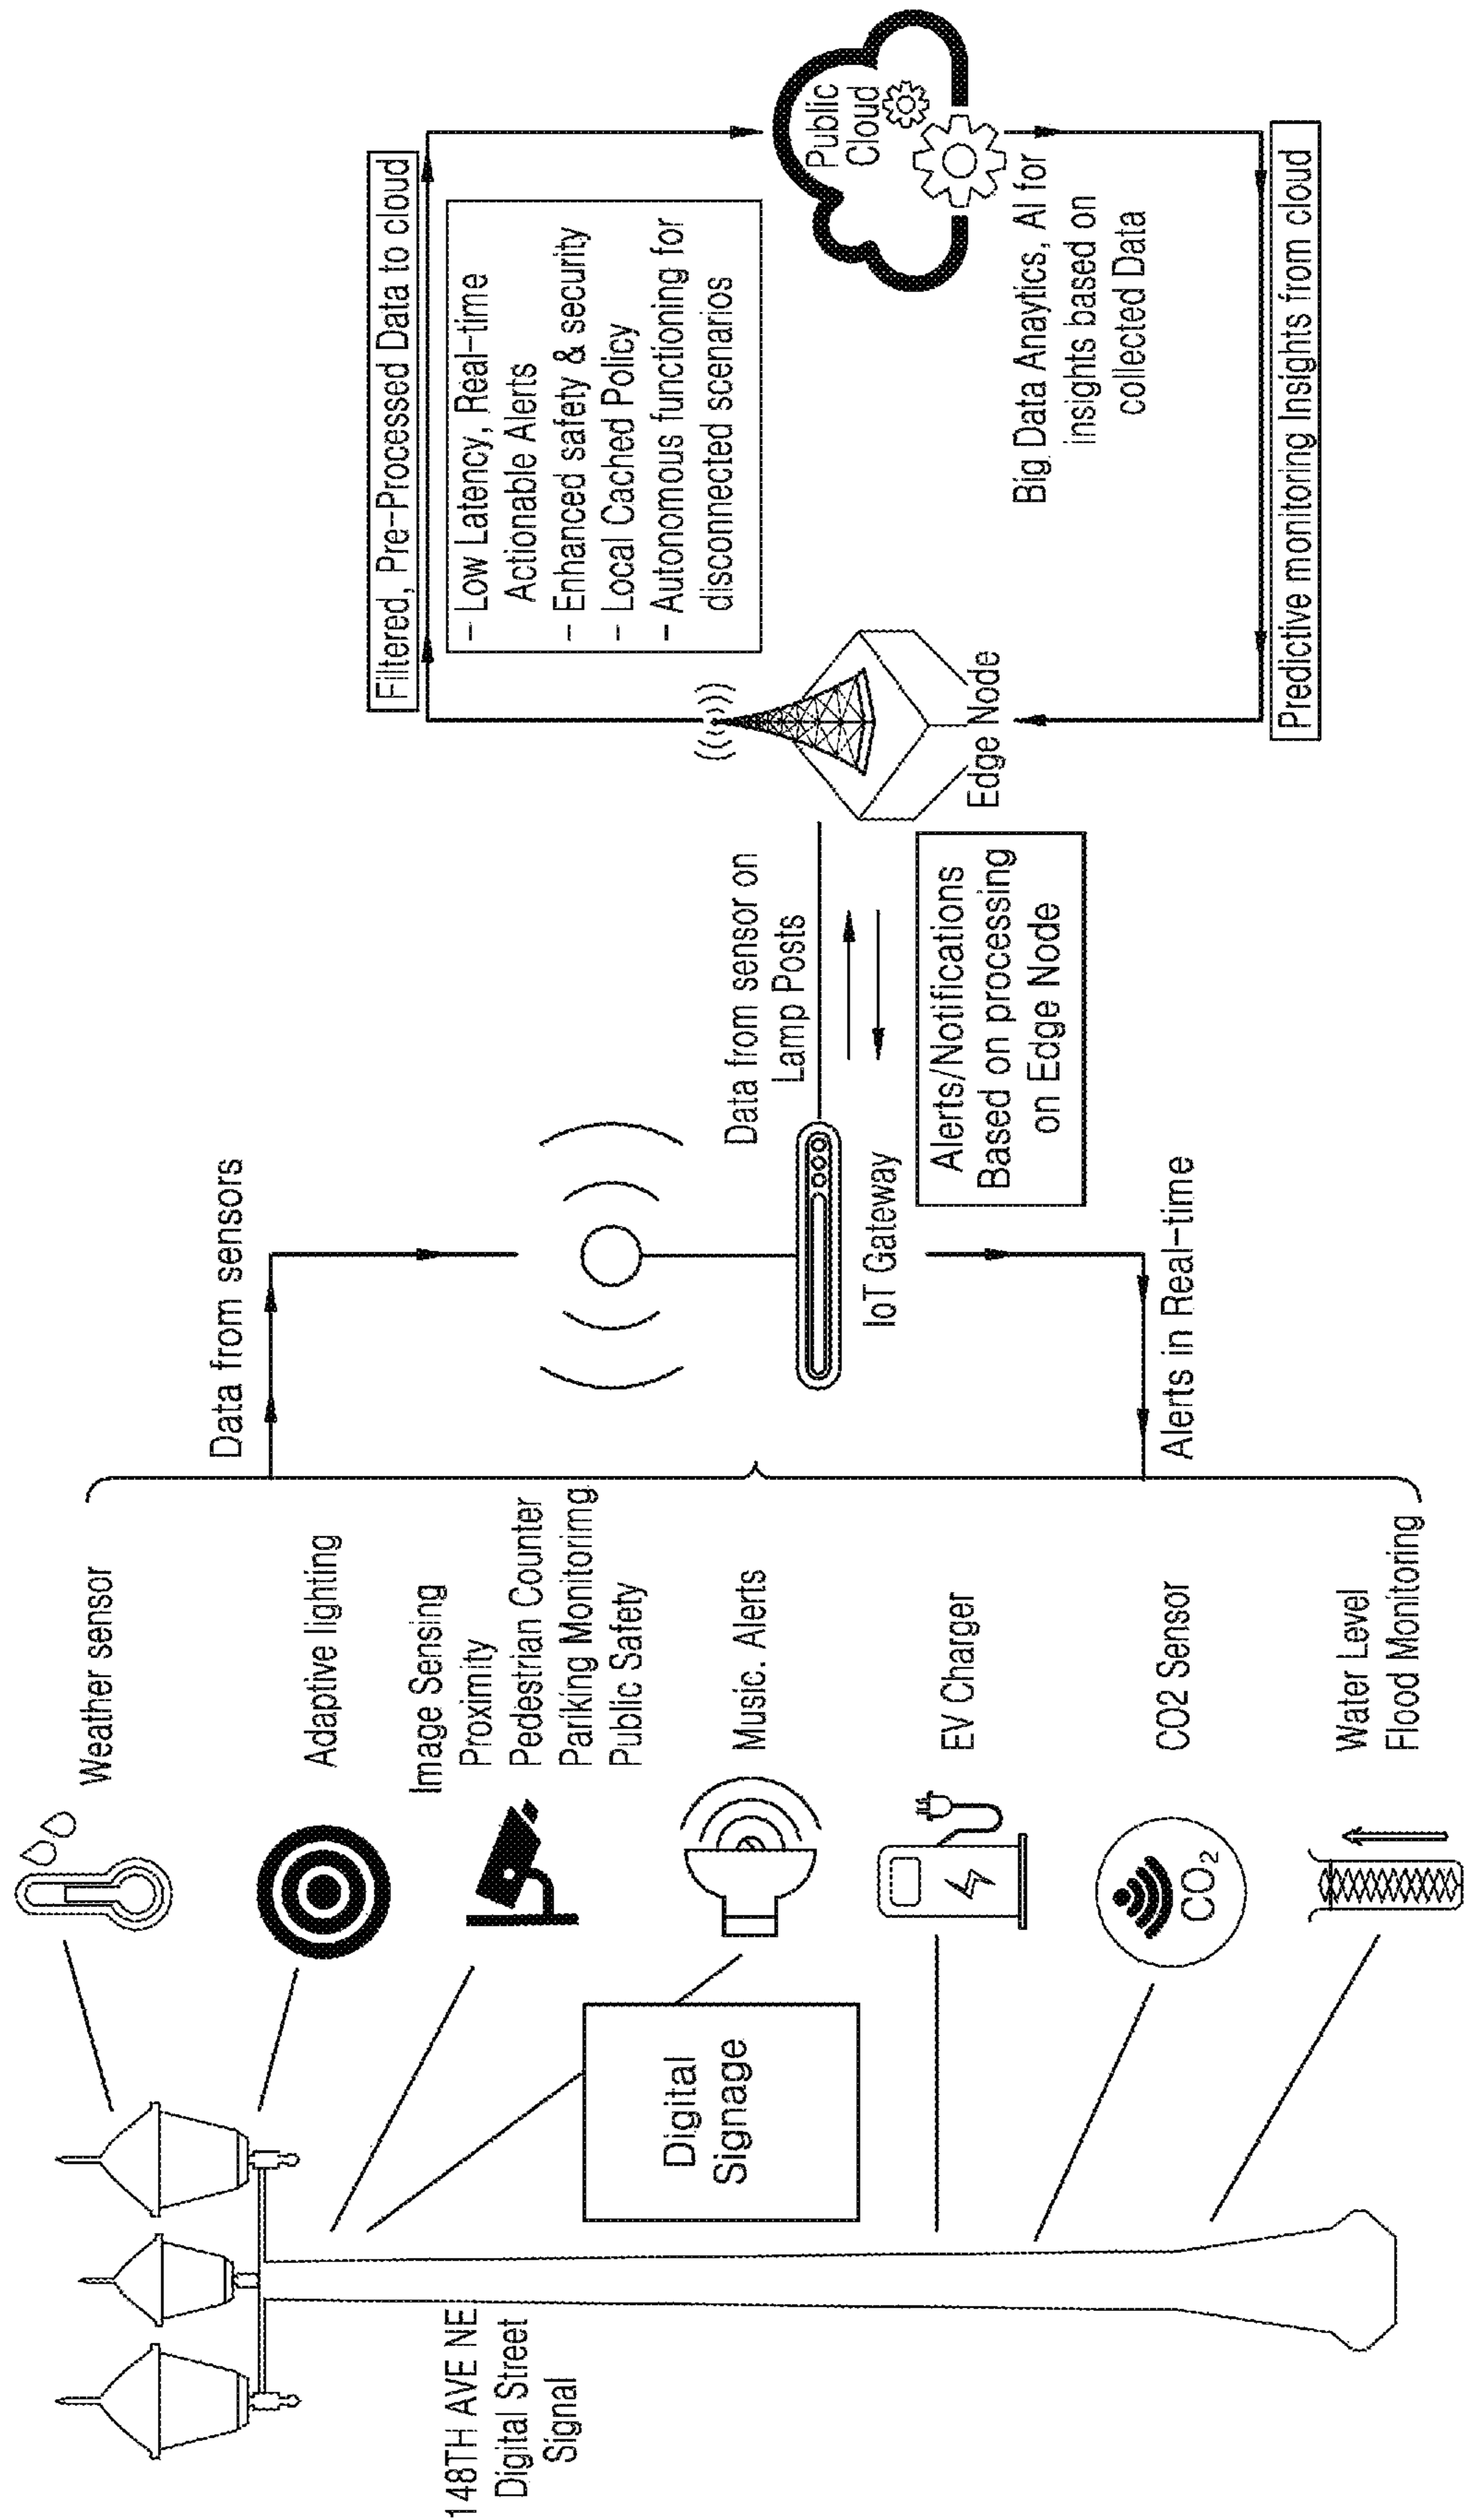 148TH AVE NE
Digital Street
Signal
Digital
Signage
Weather sensor
Adaptive lighting
Image Sensing
Proximity
Pedestrian Counter
Pariking Monitorimg
Public Safety
Music. Alerts
EV Charger
CO2 Sensor
CO₂
Water Level
Flood Monitoring
Data from sensors
IoT Gateway
Alerts in Real-time
Data from sensor on
Lamp Posts
Alerts/Notifications
Based on processing
on Edge Node
Edge Node
Filtered, Pre-Processed Data to cloud
- Low Latency, Real-time
Actionable Alerts
- Enhanced safety & security
- Local Cached Policy
- Autonomous functioning for
disconnected scenarios
Public
Cloud
Big Data Anaytics, AI for
insights based on
collected Data
Predictive monitoring Insights from cloud